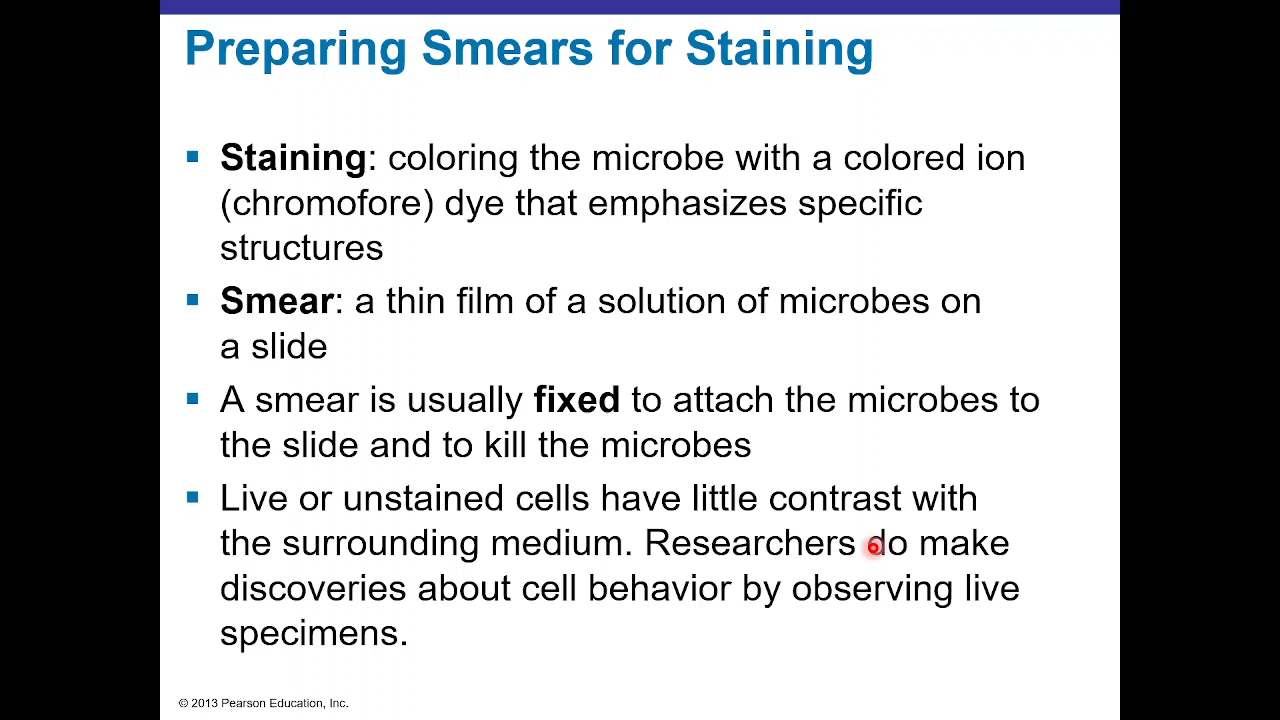 Preparing Smears for Staining
▪ Staining: coloring the microbe with a colored ion
(chromofore) dye that emphasizes specific
structures
▪ Smear: a thin film of a solution of microbes on
a slide
▪ A smear is usually fixed to attach the microbes to
the slide and to kill the microbes
▪ Live or unstained cells have little contrast with
the surrounding medium. Researchers do make
discoveries about cell behavior by observing live
specimens.
© 2013 Pearson Education, Inc.